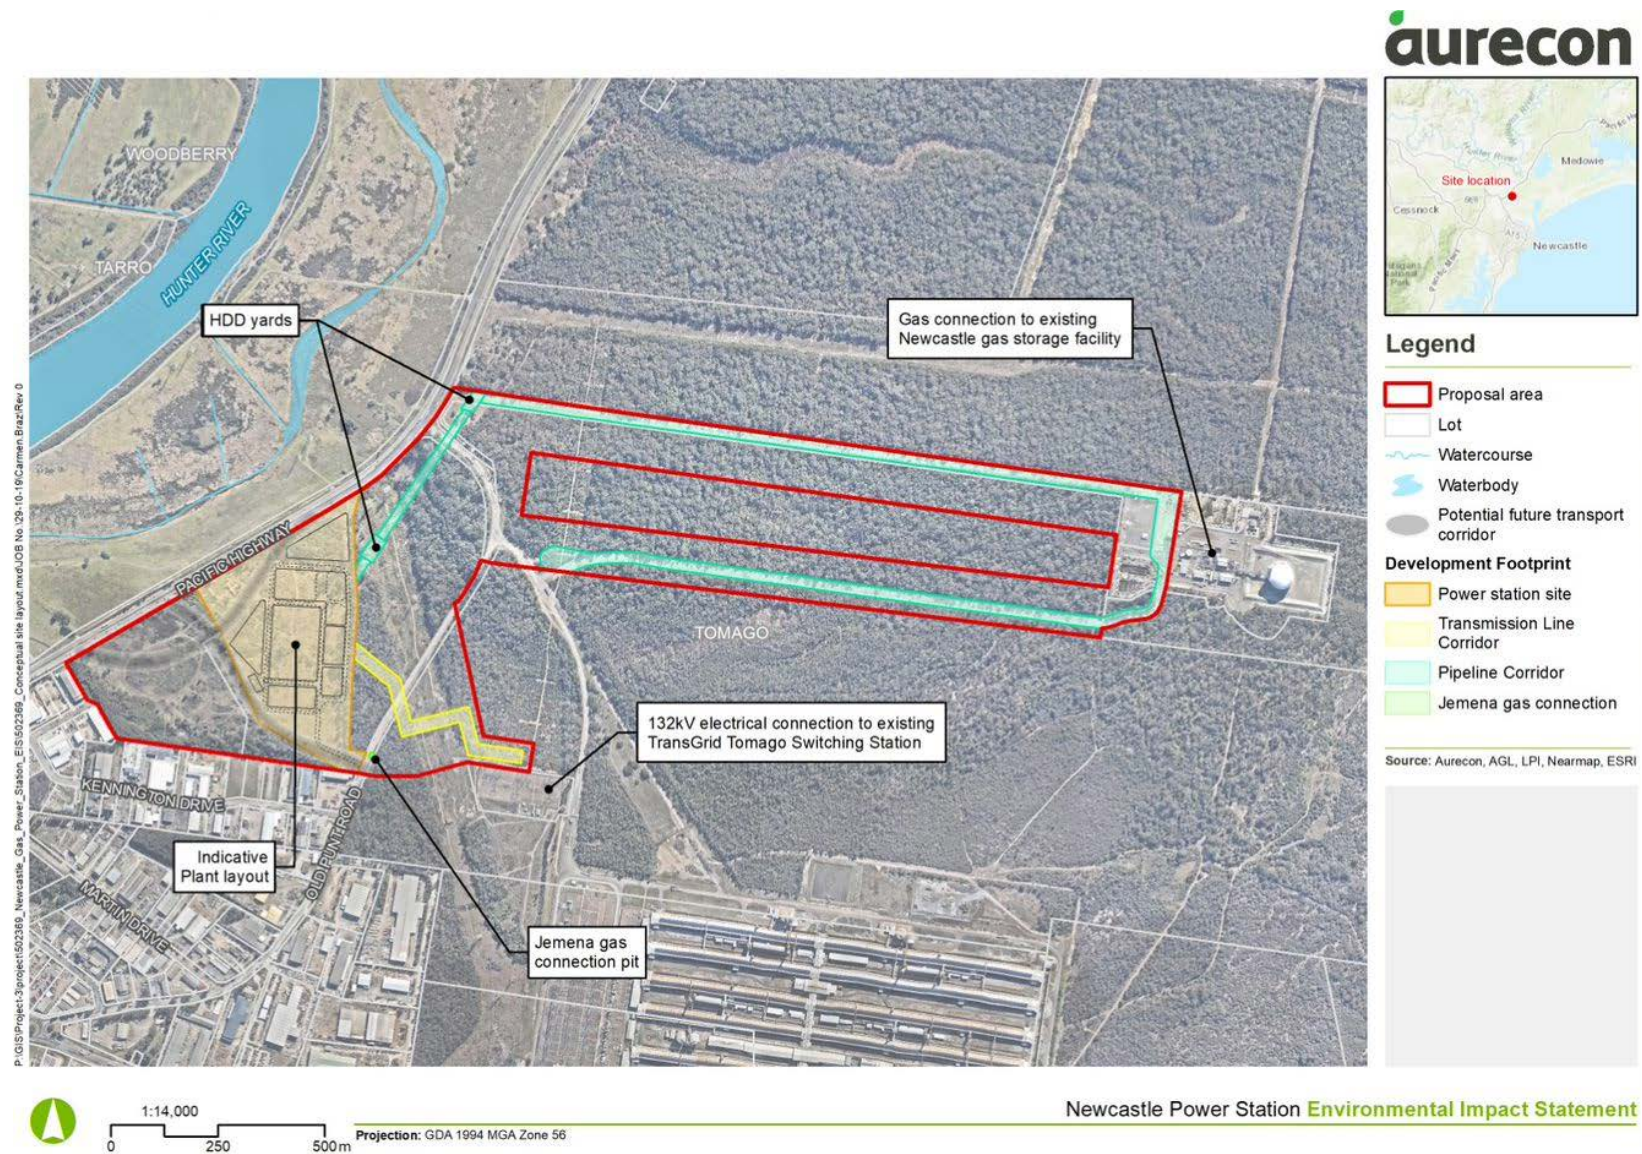 aurecon
WOODBERRY
TARRO
HUNTER RIVER
HDD yards
Gas connection to existing
Newcastle gas storage facility
PACIFIC HIGHWAY
TOMAGO
132kV electrical connection to existing
TransGrid Tomago Switching Station
KENNINGTON DRIVE
OLD PUNT ROAD
MARTIN DRIVE
Indicative
Plant layout
Jemena gas
connection pit
Hunter River
Medowie
Site location
Cessnock
Newcastle
Legend
Proposal area
Lot
Watercourse
Waterbody
Potential future transport
corridor
Development Footprint
Power station site
Transmission Line
Corridor
Pipeline Corridor
Jemena gas connection
Source: Aurecon, AGL, LPI, Nearmap, ESRI
1:14,000
0 250 500 m
Projection: GDA 1994 MGA Zone 56
Newcastle Power Station Environmental Impact Statement